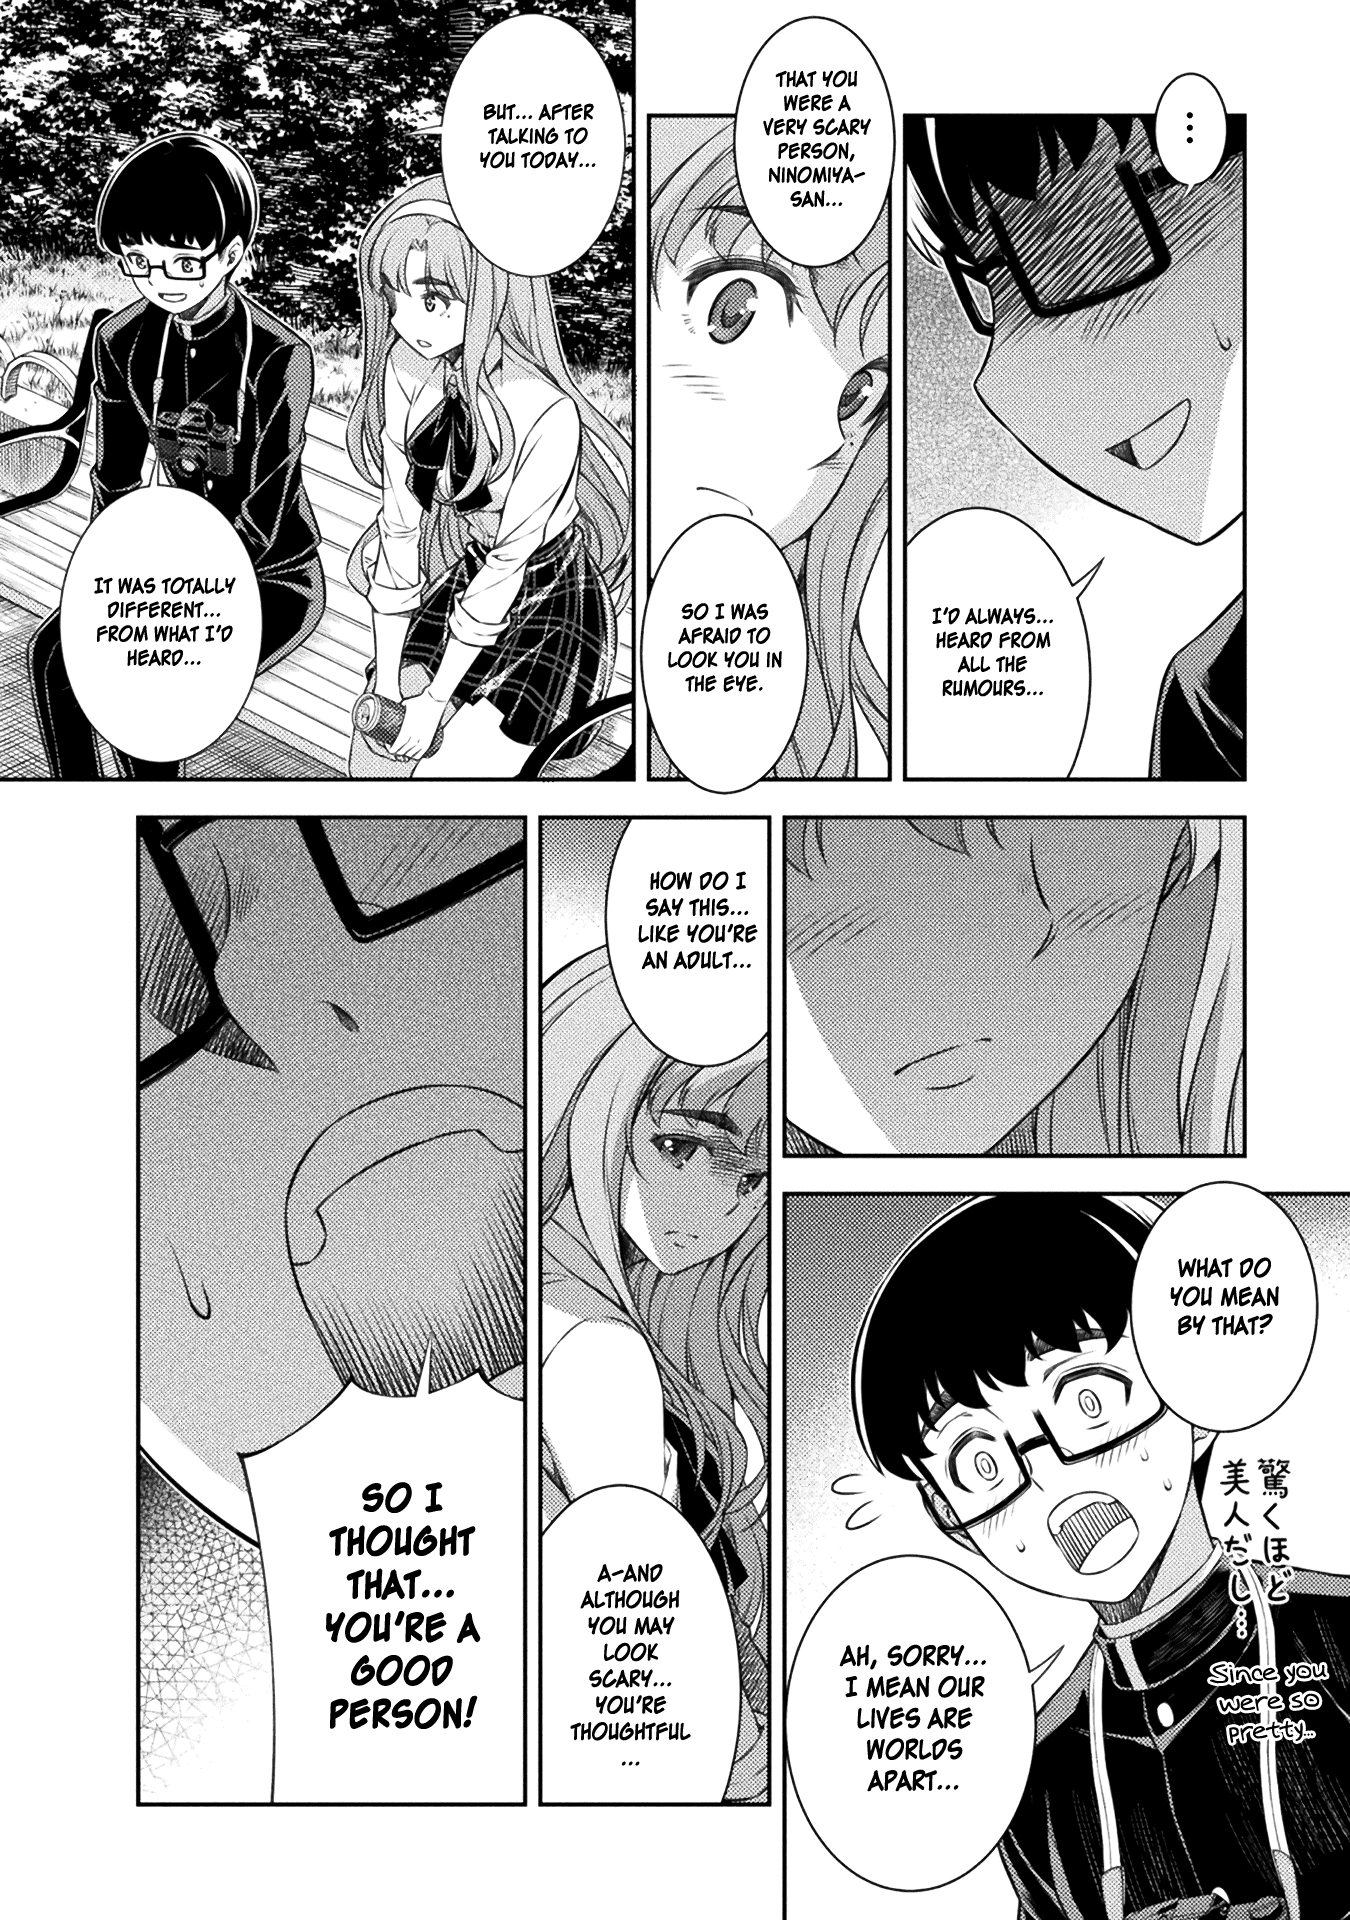 ...
I'D ALWAYS...
HEARD FROM
ALL THE
RUMOURS...
THAT YOU
WERE A
VERY SCARY
PERSON,
NINOMIYA-
SAN...
SO I WAS
AFRAID TO
LOOK YOU IN
THE EYE.
BUT... AFTER
TALKING TO
YOU TODAY...
IT WAS TOTALLY
DIFFERENT...
FROM WHAT I'D
HEARD...
WHAT DO
YOU MEAN
BY THAT?
驚くほど
美人だし…
Since you
were so
pretty...
AH, SORRY...
I MEAN OUR
LIVES ARE
WORLDS
APART...
HOW DO I
SAY THIS...
LIKE YOU'RE
AN ADULT...
A-AND
ALTHOUGH
YOU MAY
LOOK
SCARY...
YOU'RE
THOUGHTFUL
...
SO I
THOUGHT
THAT...
YOU'RE A
GOOD
PERSON!